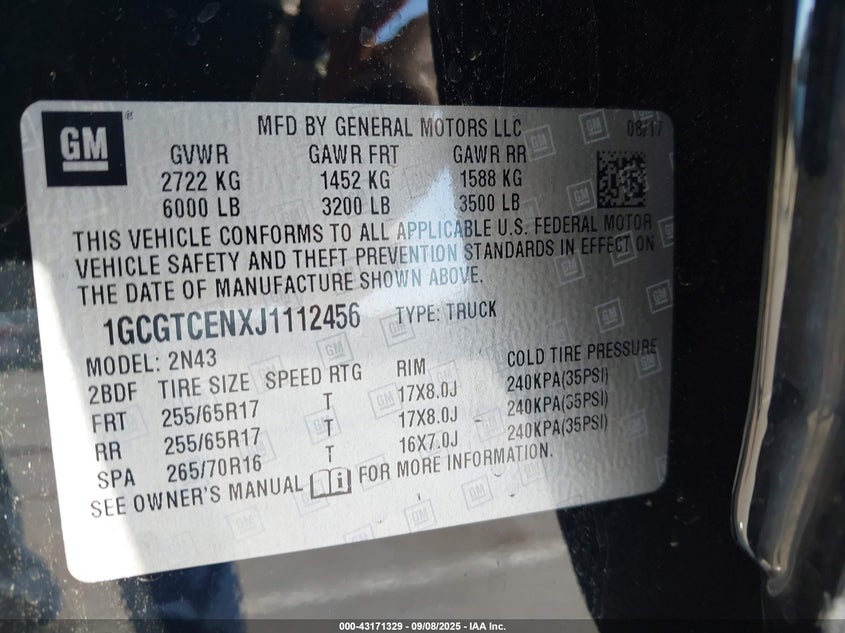 GM
MFD BY GENERAL MOTORS LLC 08/17
GVWR GAWR FRT GAWR RR
2722 KG 1452 KG 1588 KG
6000 LB 3200 LB 3500 LB
THIS VEHICLE CONFORMS TO ALL APPLICABLE U.S. FEDERAL MOTOR
VEHICLE SAFETY AND THEFT PREVENTION STANDARDS IN EFFECT ON
THE DATE OF MANUFACTURE SHOWN ABOVE.
1GCGTCENXJ1112456 TYPE: TRUCK
MODEL: 2N43
2BDF TIRE SIZE SPEED RTG RIM COLD TIRE PRESSURE
FRT 255/65R17 T 17X8.0J 240KPA(35PSI)
RR 255/65R17 T 17X8.0J 240KPA(35PSI)
SPA 265/70R16 T 16X7.0J 240KPA(35PSI)
SEE OWNER'S MANUAL FOR MORE INFORMATION.
000-43171329 | 09/08/2025 | IAA Inc.